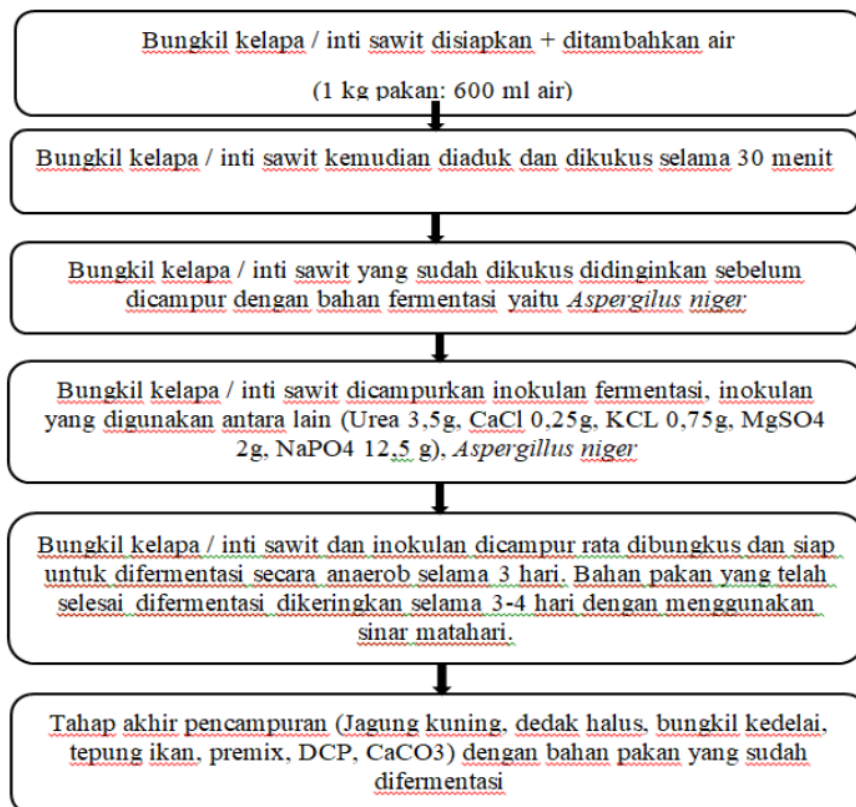 Bungkil kelapa / inti sawit disiapkan + ditambahkan air
(1 kg pakan: 600 ml air)
Bungkil kelapa / inti sawit kemudian diaduk dan dikukus selama 30 menit
Bungkil kelapa / inti sawit yang sudah dikukus didinginkan sebelum
dicampur dengan bahan fermentasi yaitu Aspergilus niger
Bungkil kelapa / inti sawit dicampurkan inokulan fermentasi, inokulan
yang digunakan antara lain (Urea 3,5g, CaCl 0,25g, KCL 0,75g, MgSO4
2g, NaPO4 12,5 g), Aspergillus niger
Bungkil kelapa / inti sawit dan inokulan dicampur rata dibungkus dan siap
untuk difermentasi secara anaerob selama 3 hari. Bahan pakan yang telah
selesai difermentasi dikeringkan selama 3-4 hari dengan menggunakan
sinar matahari.
Tahap akhir pencampuran (Jagung kuning, dedak halus, bungkil kedelai,
tepung ikan, premix, DCP, CaCO3) dengan bahan pakan yang sudah
difermentasi